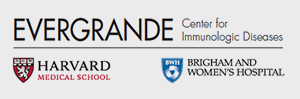 EVERGRANDE Center for
Immunologic Diseases
HARVARD
MEDICAL SCHOOL
BWH
BRIGHAM AND
WOMEN'S HOSPITAL